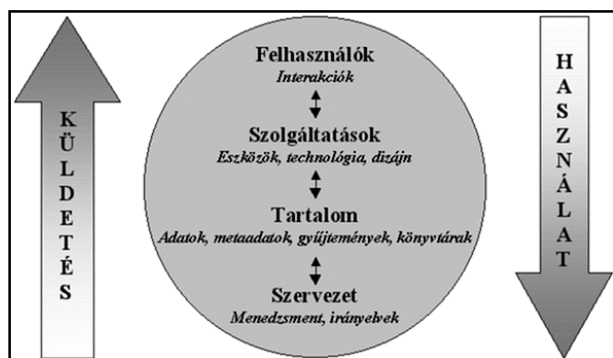 KÜLDETÉS
Felhasználók
Interakciók
Szolgáltatások
Eszközök, technológia, dizájn
Tartalom
Adatok, metaadatok, gyűjtemények, könyvtárak
Szervezet
Menedzsment, irányelvek
HASZNÁLAT